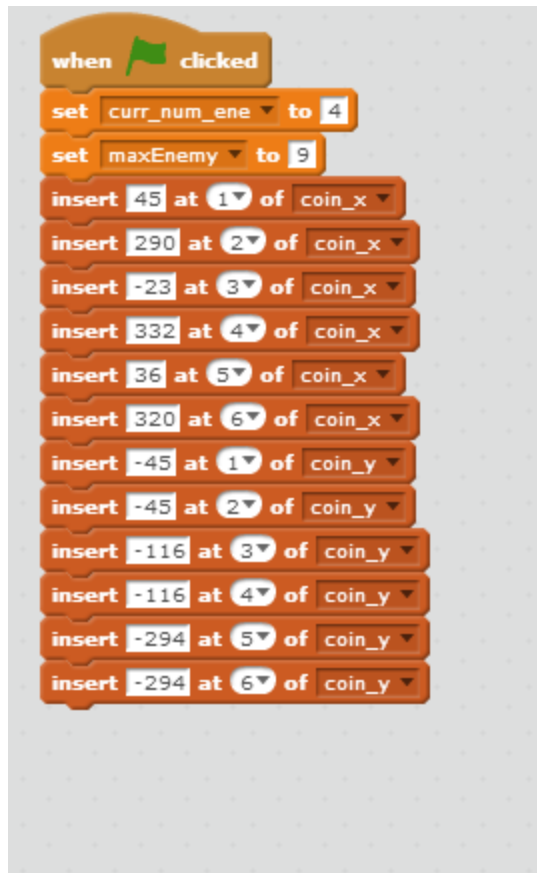 when clicked
set curr_num_ene to 4
set maxEnemy to 9
insert 45 at 1 of coin_x
insert 290 at 2 of coin_x
insert -23 at 3 of coin_x
insert 332 at 4 of coin_x
insert 36 at 5 of coin_x
insert 320 at 6 of coin_x
insert -45 at 1 of coin_y
insert -45 at 2 of coin_y
insert -116 at 3 of coin_y
insert -116 at 4 of coin_y
insert -294 at 5 of coin_y
insert -294 at 6 of coin_y